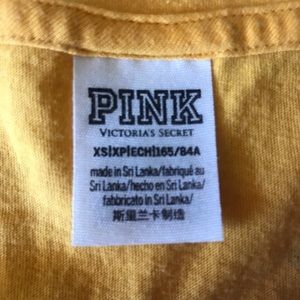 PINK
VICTORIA'S SECRET
XS|XP|ECH|165/84A
made in Sri Lanka/fabriqué au
Sri Lanka/hecho en Sri Lanka/
fabbricato in Sri Lanka/
斯里兰卡制造